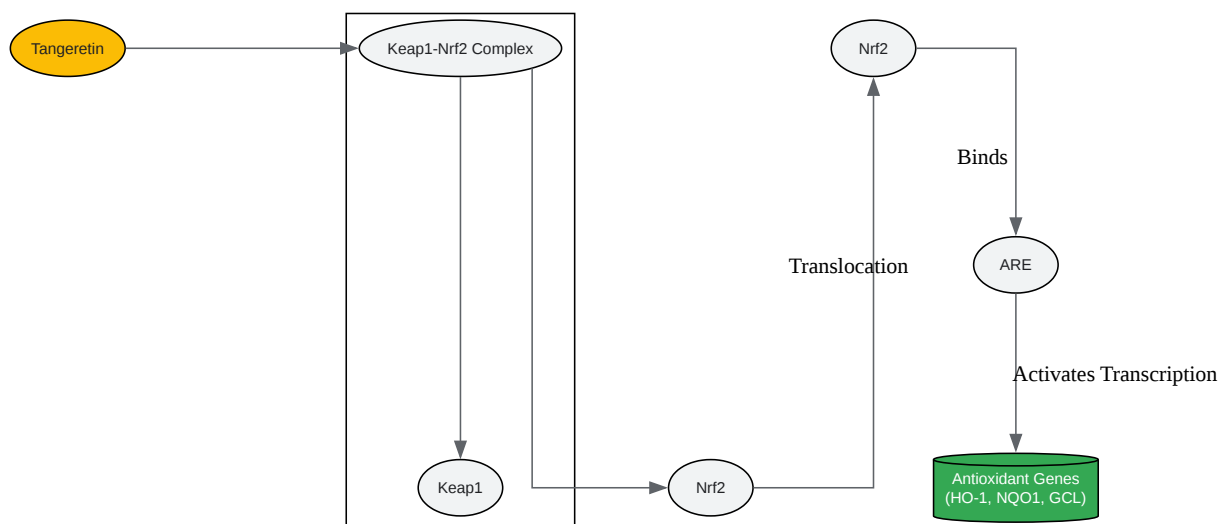 Tangeretin
Keap1-Nrf2 Complex
Nrf2
Binds
Translocation
ARE
Activates Transcription
Keap1
Nrf2
Antioxidant Genes
(HO-1, NQO1, GCL)